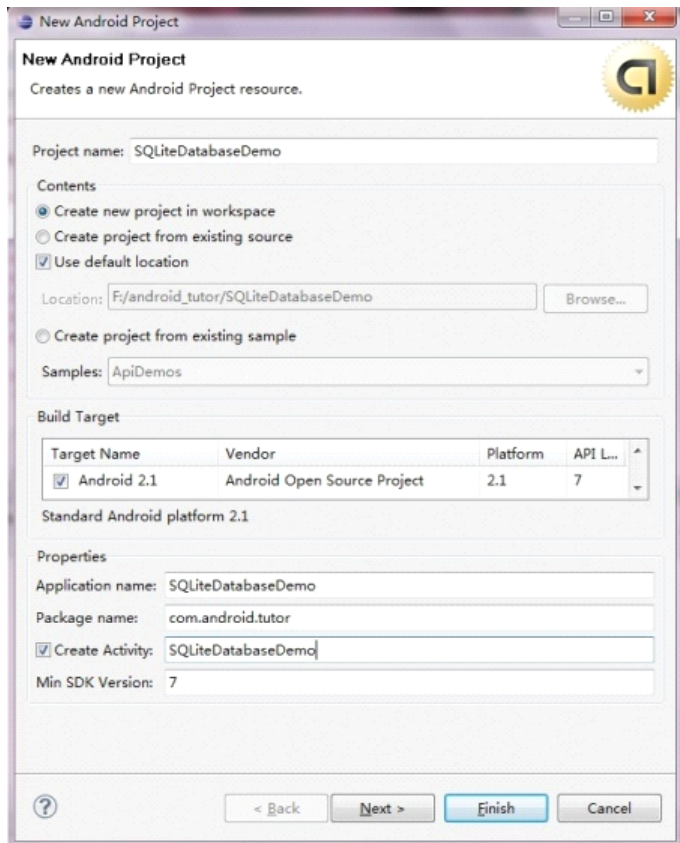 New Android Project
New Android Project
Creates a new Android Project resource.
Project name: SQLiteDatabaseDemo
Contents
Create new project in workspace
Create project from existing source
Use default location
Location: F:/android_tutor/SQLiteDatabaseDemo Browse...
Create project from existing sample
Samples: ApiDemos
Build Target
Target Name Vendor Platform API L...
Android 2.1 Android Open Source Project 2.1 7
Standard Android platform 2.1
Properties
Application name: SQLiteDatabaseDemo
Package name: com.android.tutor
Create Activity: SQLiteDatabaseDemo
Min SDK Version: 7
? < Back Next > Finish Cancel